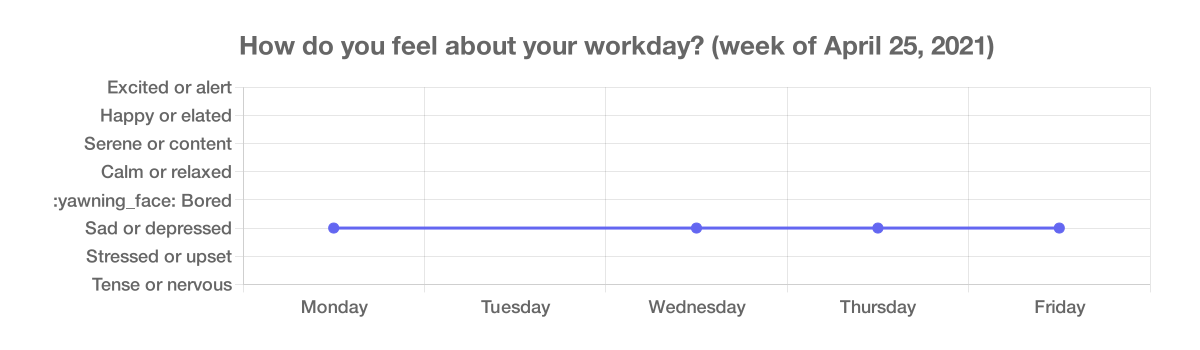 How do you feel about your workday? (week of April 25, 2021)
Excited or alert
Happy or elated
Serene or content
Calm or relaxed
:yawning_face: Bored
Sad or depressed
Stressed or upset
Tense or nervous
Monday Tuesday Wednesday Thursday Friday